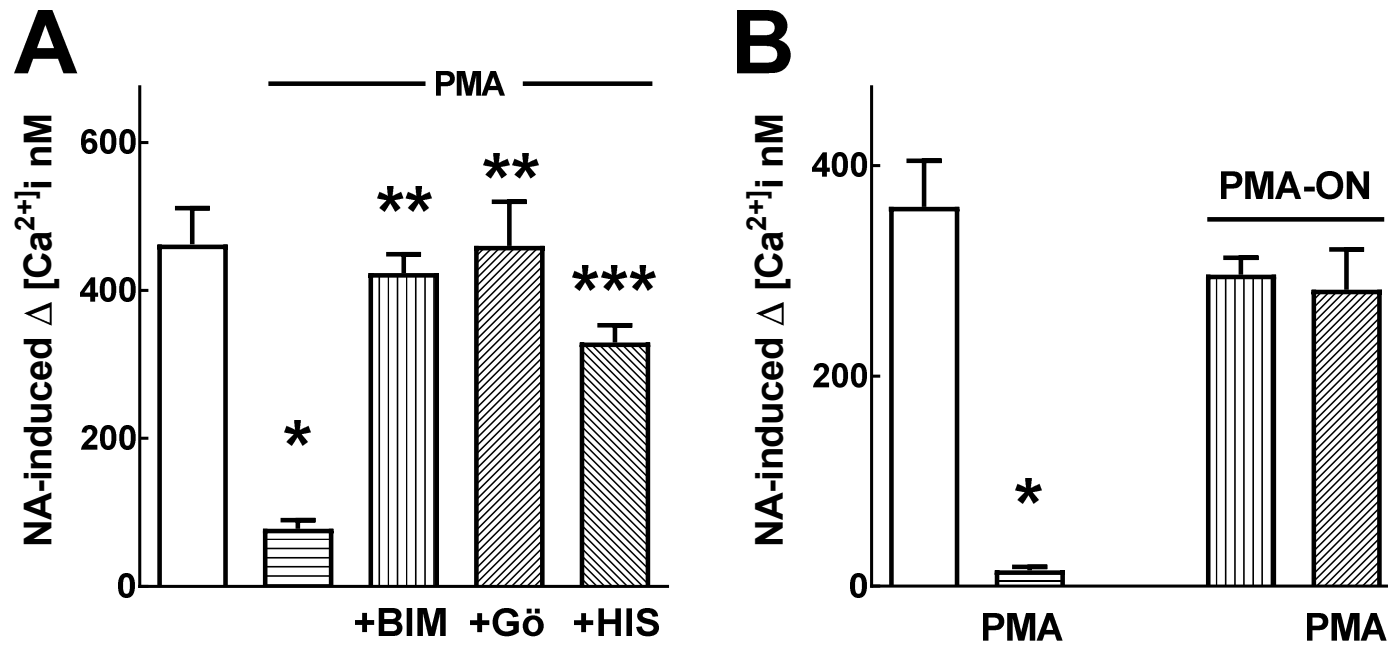 A
PMA
NA-induced Δ [Ca²⁺]i nM
600
400
200
0
*
**
**
***
+BIM +Gö +HIS
B
NA-induced Δ [Ca²⁺]i nM
400
200
0
PMA-ON
*
PMA PMA